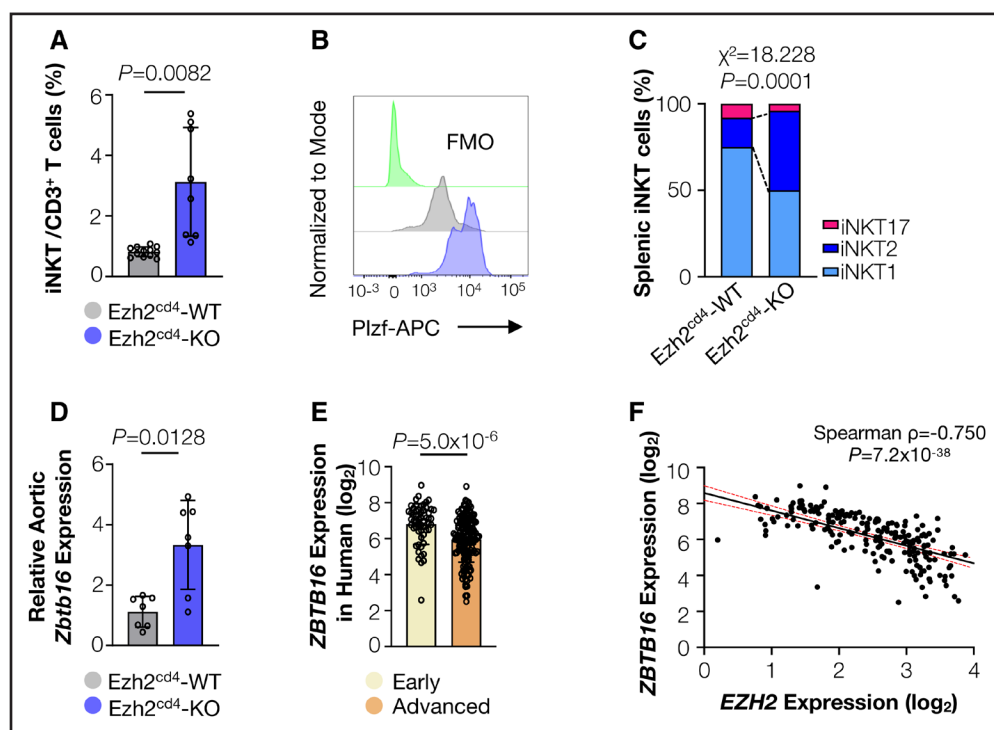 A
P=0.0082
iNKT /CD3⁺ T cells (%)
6
4
2
0
Ezh2ᶜᵈ⁴-WT
Ezh2ᶜᵈ⁴-KO
B
Normalized to Mode
FMO
10-3
0
10³
10⁴
10⁵
Plzf-APC
C
χ²=18.228
P=0.0001
Splenic iNKT cells (%)
100
50
0
iNKT17
iNKT2
iNKT1
Ezh2ᶜᵈ⁴-WT
Ezh2ᶜᵈ⁴-KO
D
P=0.0128
Relative Aortic
Zbtb16 Expression
6
4
2
0
Ezh2ᶜᵈ⁴-WT
Ezh2ᶜᵈ⁴-KO
E
P=5.0x10⁻⁶
ZBTB16 Expression
in Human (log₂)
10
8
6
4
2
0
Early
Advanced
F
Spearman ρ=-0.750
P=7.2x10⁻³⁸
ZBTB16 Expression (log₂)
10
8
6
4
2
0
0 1 2 3 4
EZH2 Expression (log₂)